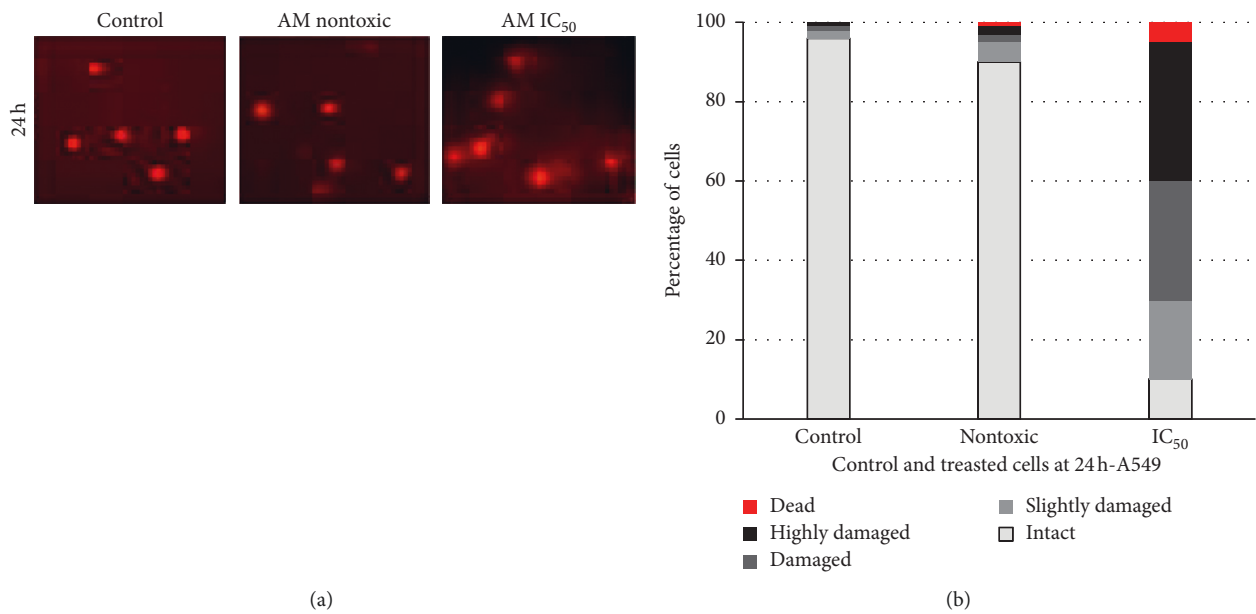 Control
AM nontoxic
AM IC₅₀
24 h
(a)
100
80
60
40
20
0
Percentage of cells
Control
Nontoxic
IC₅₀
Control and treasted cells at 24 h-A549
Dead
Highly damaged
Damaged
Slightly damaged
Intact
(b)